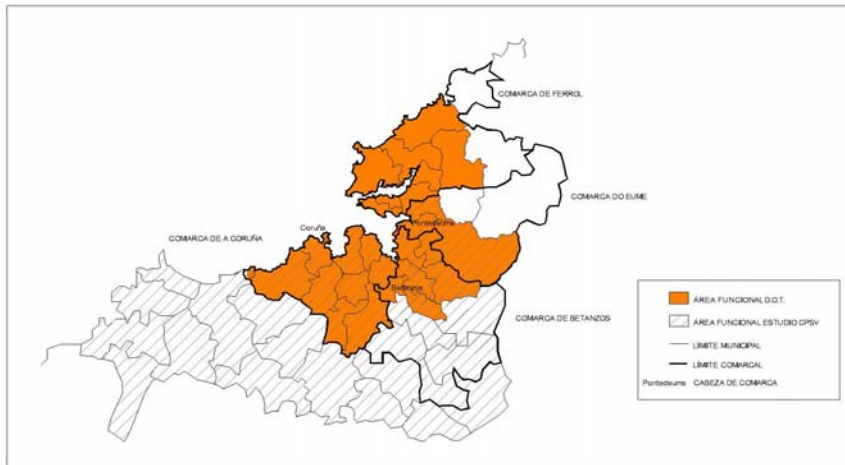 COMARCA DE FERROL
COMARCA DO EUME
Pontedeume
Coruña
COMARCA DE A CORUÑA
Betanzos
COMARCA DE BETANZOS
ÁREA FUNCIONAL D.O.T.
ÁREA FUNCIONAL ESTUDIO CPSV
LÍMITE MUNICIPAL
LÍMITE COMARCAL
Pontedeume CABEZA DE COMARCA